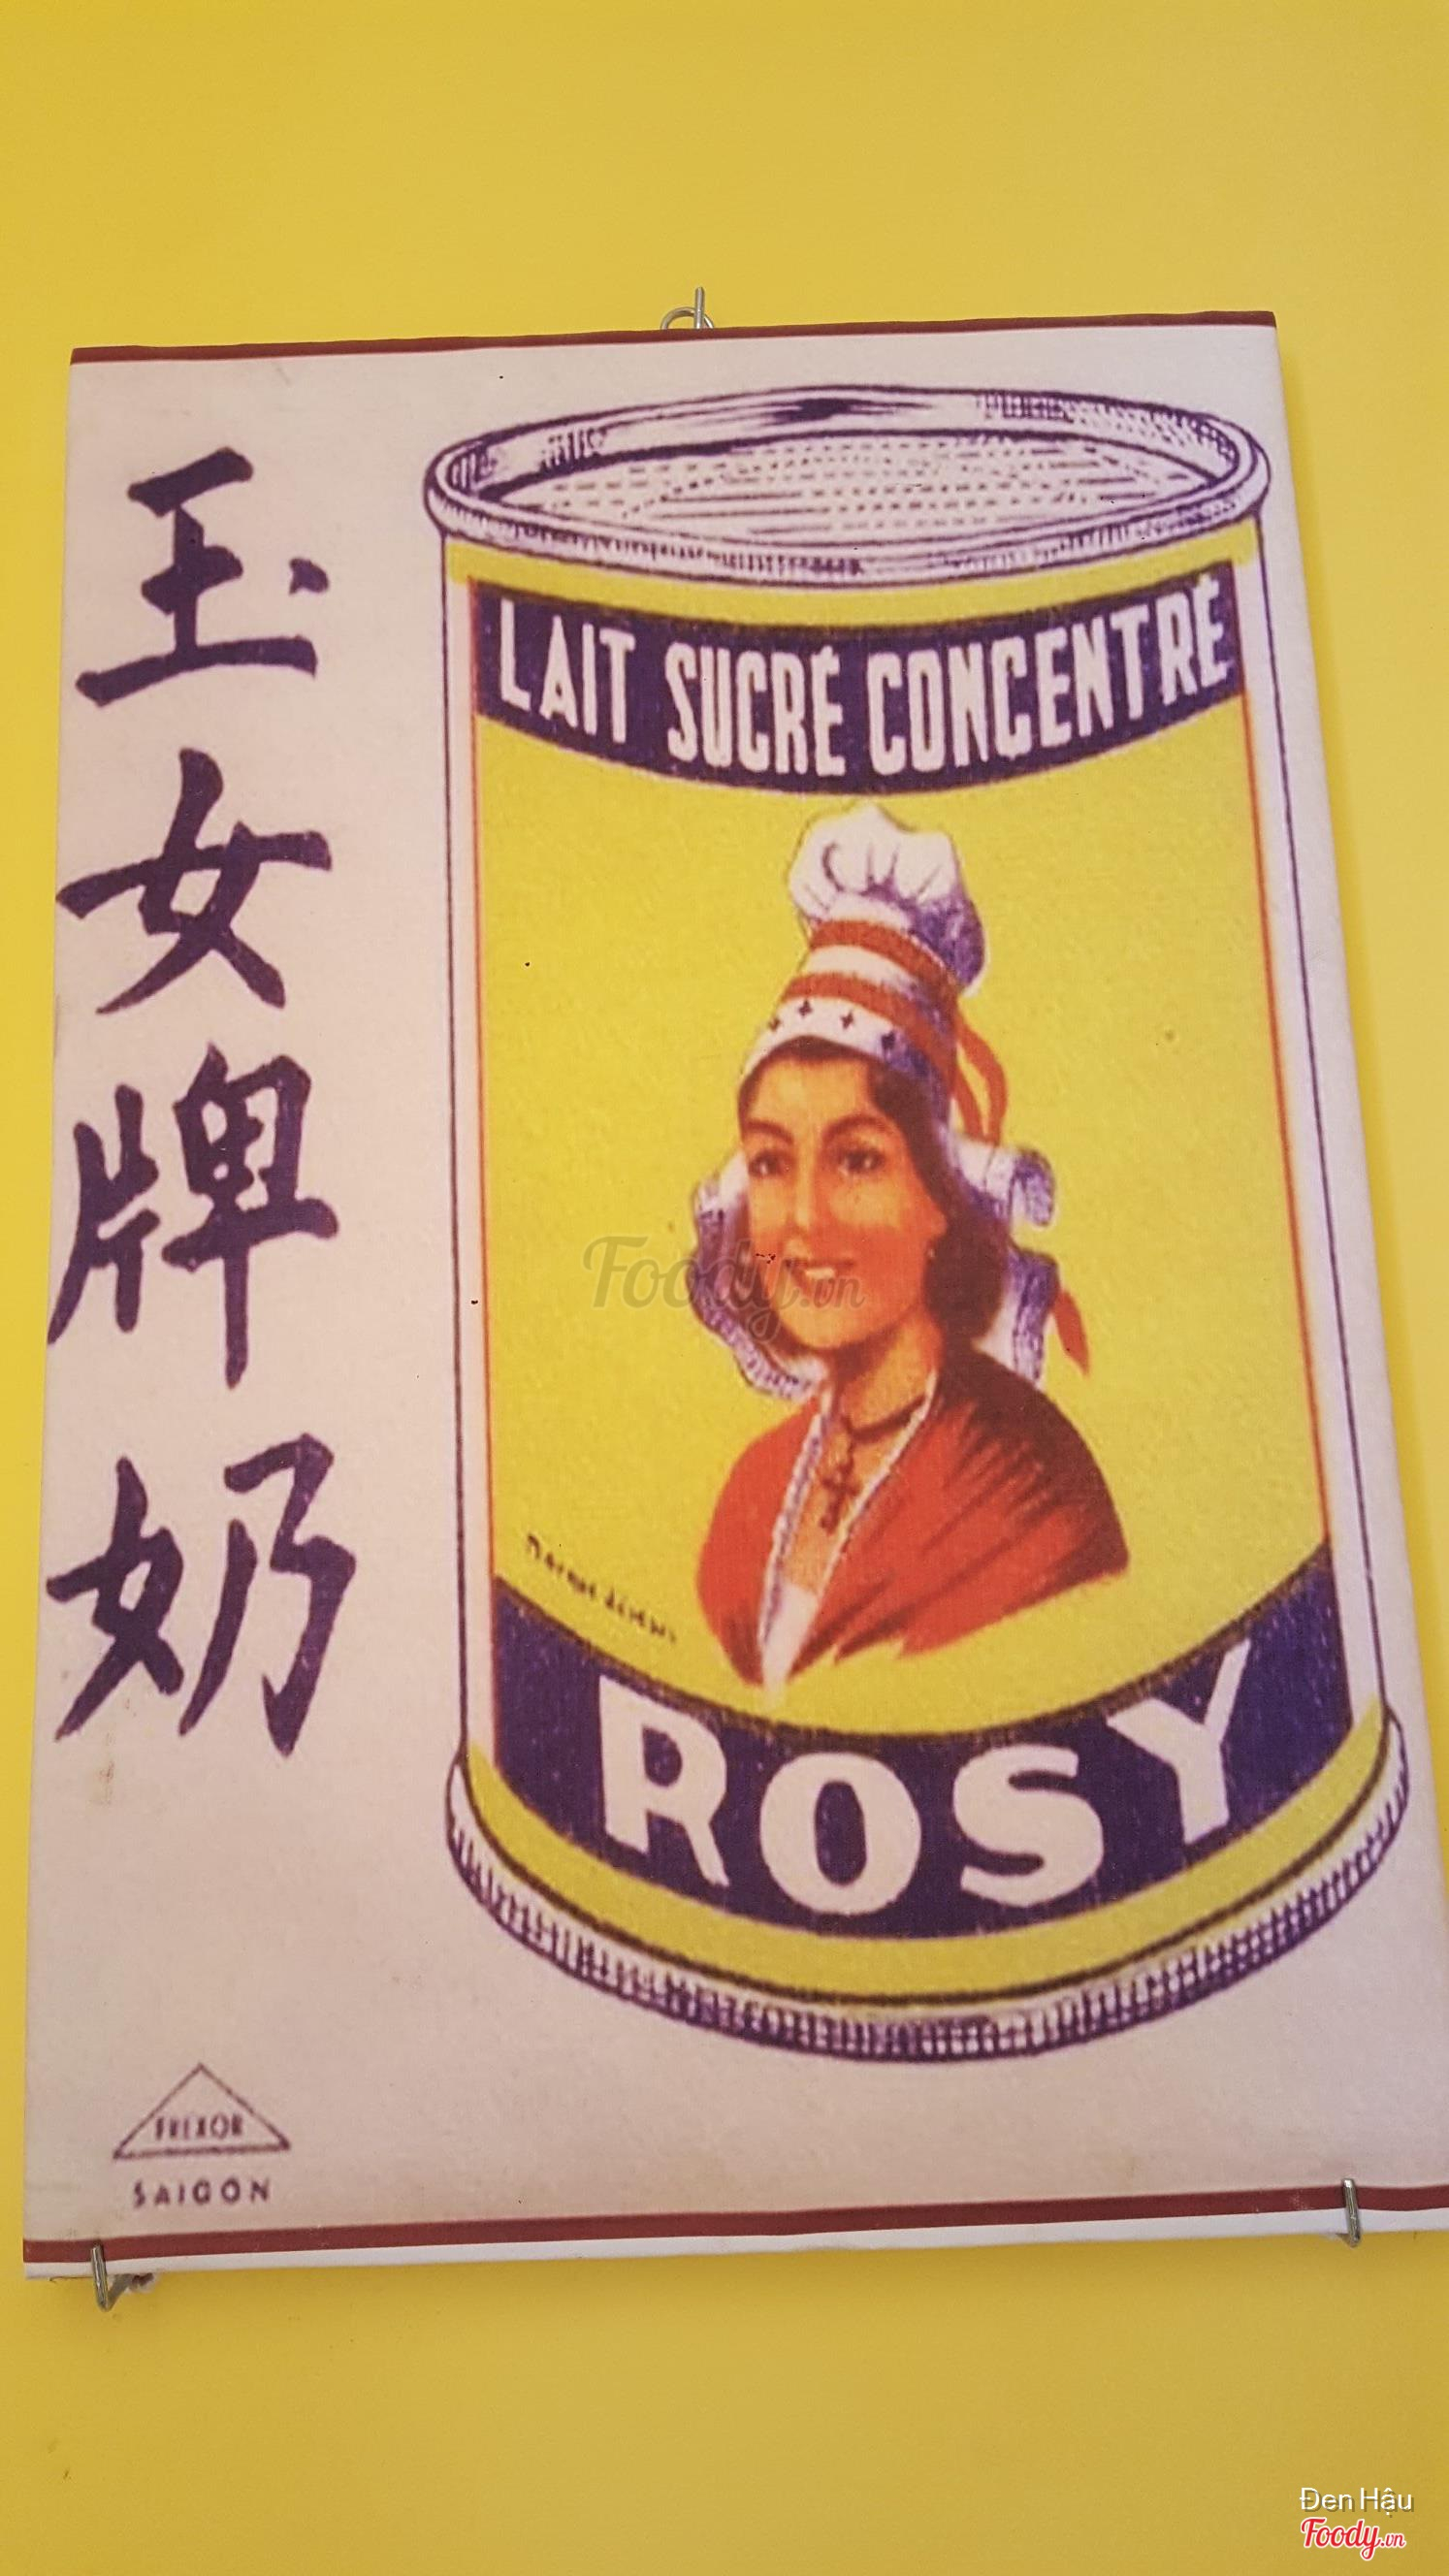 玉女牌奶
LAIT SUCRÉ CONCENTRÉ
Foody.vn
ROSY
FREXOR
SAIGON
Đen Hậu
Foody.vn